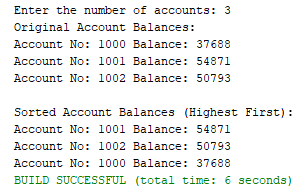 Enter the number of accounts: 3
Original Account Balances:
Account No: 1000 Balance: 37688
Account No: 1001 Balance: 54871
Account No: 1002 Balance: 50793

Sorted Account Balances (Highest First):
Account No: 1001 Balance: 54871
Account No: 1002 Balance: 50793
Account No: 1000 Balance: 37688
BUILD SUCCESSFUL (total time: 6 seconds)